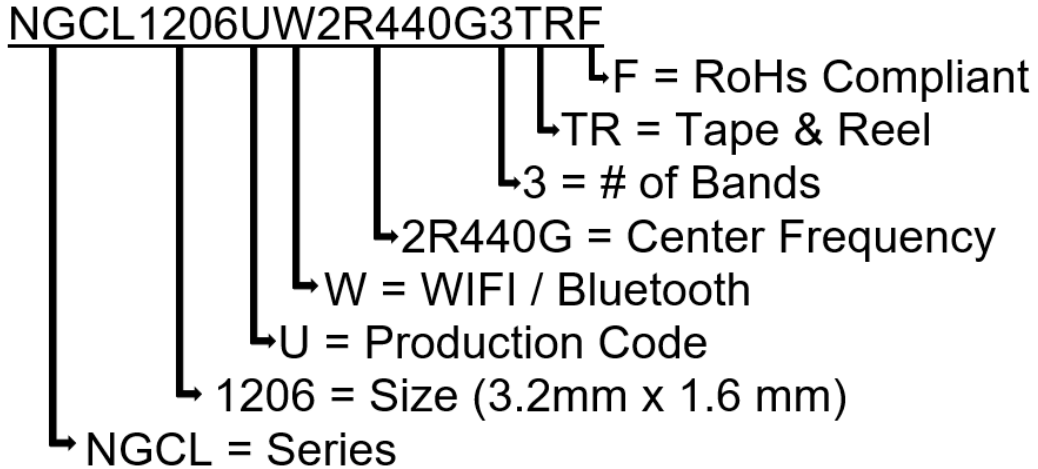 NGCL1206UW2R440G3TRF
F = RoHs Compliant
TR = Tape & Reel
3 = # of Bands
2R440G = Center Frequency
W = WIFI / Bluetooth
U = Production Code
1206 = Size (3.2mm x 1.6 mm)
NGCL = Series